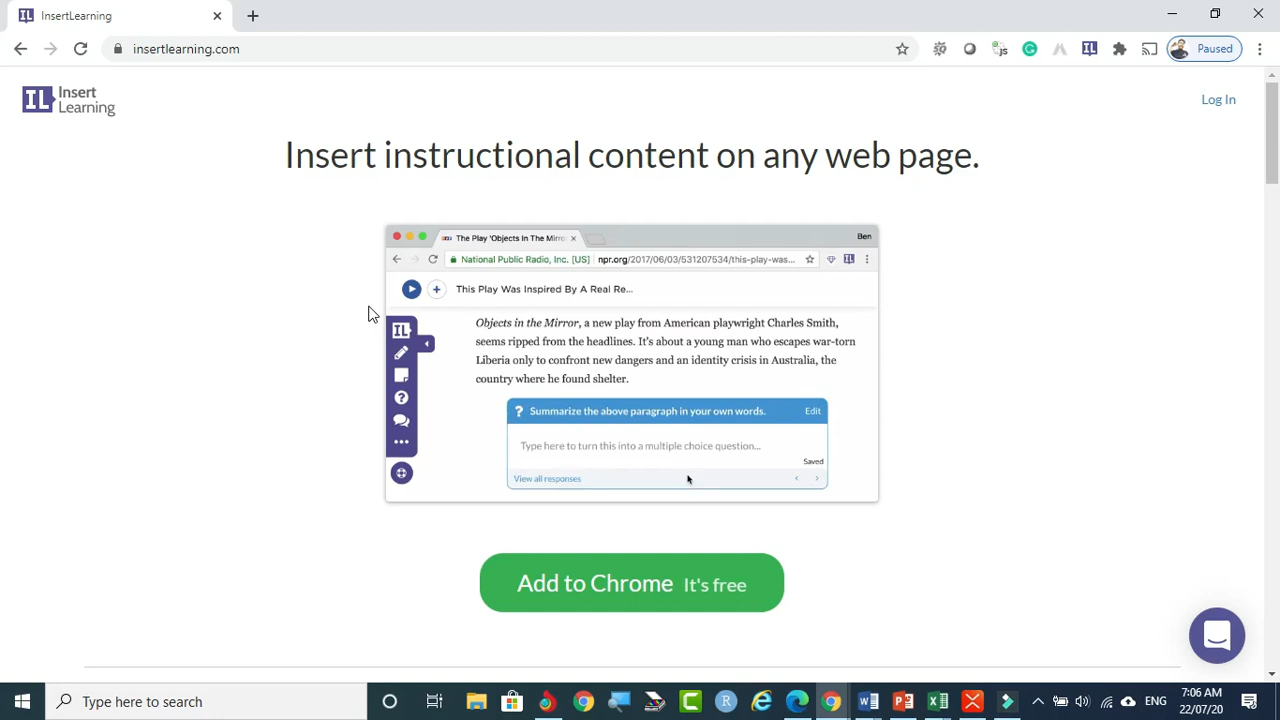 InsertLearning
insertlearning.com
Paused
IL Insert
Learning
Log In
Insert instructional content on any web page.
The Play 'Objects In The Mirro
Ben
National Public Radio, Inc. [US] npr.org/2017/06/03/531207534/this-play-was...
IL
This Play Was Inspired By A Real Re...
Objects in the Mirror, a new play from American playwright Charles Smith,
seems ripped from the headlines. It's about a young man who escapes war-torn
Liberia only to confront new dangers and an identity crisis in Australia, the
country where he found shelter.
IL
? Summarize the above paragraph in your own words. Edit
Type here to turn this into a multiple choice question...
Saved
View all responses
Add to Chrome It's free
Type here to search
ENG
7:06 AM
22/07/20